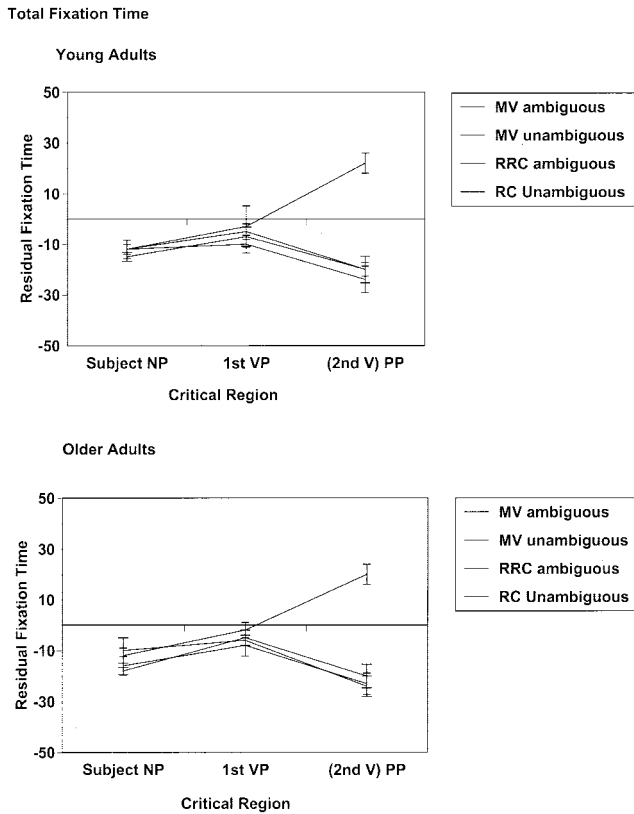 Total Fixation Time
Young Adults
50
30
10
-10
-30
-50
Residual Fixation Time
Subject NP
1st VP
(2nd V) PP
Critical Region
MV ambiguous
MV unambiguous
RRC ambiguous
RC Unambiguous
Older Adults
50
30
10
-10
-30
-50
Residual Fixation Time
Subject NP
1st VP
(2nd V) PP
Critical Region
MV ambiguous
MV unambiguous
RRC ambiguous
RC Unambiguous